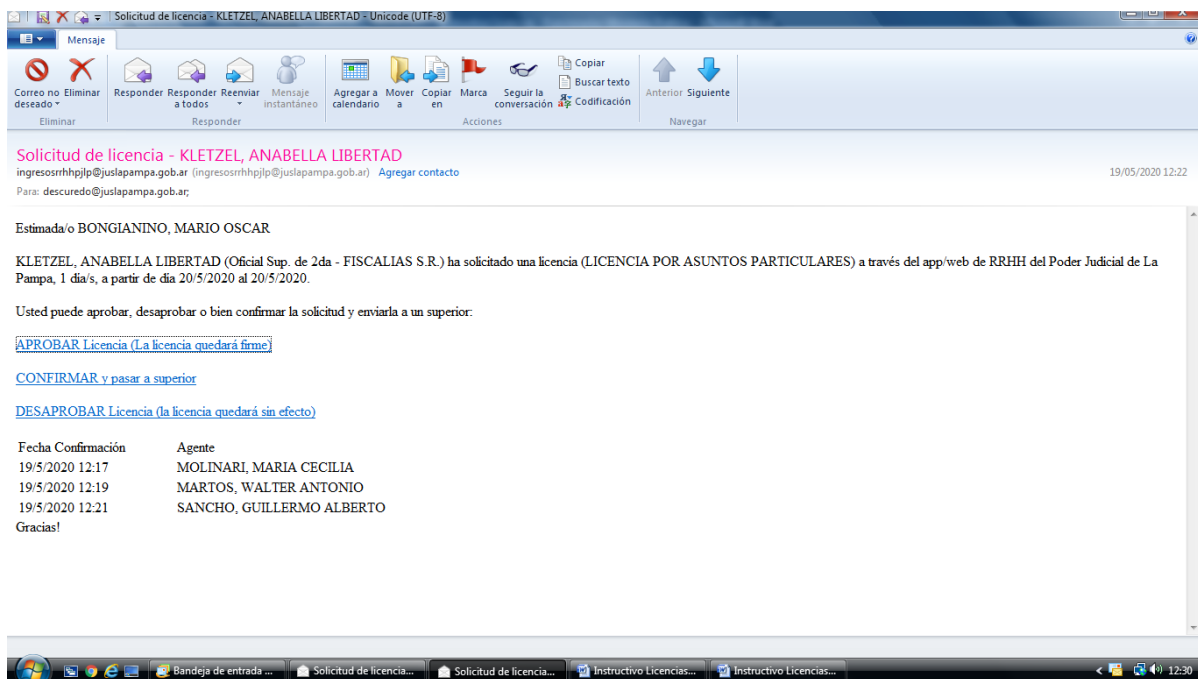 Solicitud de licencia - KLETZEL, ANABELLA LIBERTAD - Unicode (UTF-8)
Mensaje
Correo no deseado
Eliminar
Responder
Responder a todos
Reenviar
Mensaje instantáneo
Agregar a calendario
Mover a
Copiar en
Marca
Seguir la conversación
Copiar
Buscar texto
Codificación
Anterior
Siguiente
Eliminar
Responder
Acciones
Navegar
Solicitud de licencia - KLETZEL, ANABELLA LIBERTAD
ingresosrrhhpjlp@juslapampa.gob.ar (ingresosrrhhpjlp@juslapampa.gob.ar) Agregar contacto
19/05/2020 12:22
Para: descuredo@juslapampa.gob.ar;
Estimada/o BONGIANINO, MARIO OSCAR
KLETZEL, ANABELLA LIBERTAD (Oficial Sup. de 2da - FISCALIAS S.R.) ha solicitado una licencia (LICENCIA POR ASUNTOS PARTICULARES) a través del app/web de RRHH del Poder Judicial de La
Pampa, 1 dia/s, a partir de dia 20/5/2020 al 20/5/2020.
Usted puede aprobar, desaprobar o bien confirmar la solicitud y enviarla a un superior:
APROBAR Licencia (La licencia quedará firme)
CONFIRMAR y pasar a superior
DESAPROBAR Licencia (la licencia quedará sin efecto)
Fecha Confirmación Agente
19/5/2020 12:17 MOLINARI, MARIA CECILIA
19/5/2020 12:19 MARTOS, WALTER ANTONIO
19/5/2020 12:21 SANCHO, GUILLERMO ALBERTO
Gracias!
Bandeja de entrada ...
Solicitud de licencia...
Solicitud de licencia...
Instructivo Licencias...
Instructivo Licencias...
12:30